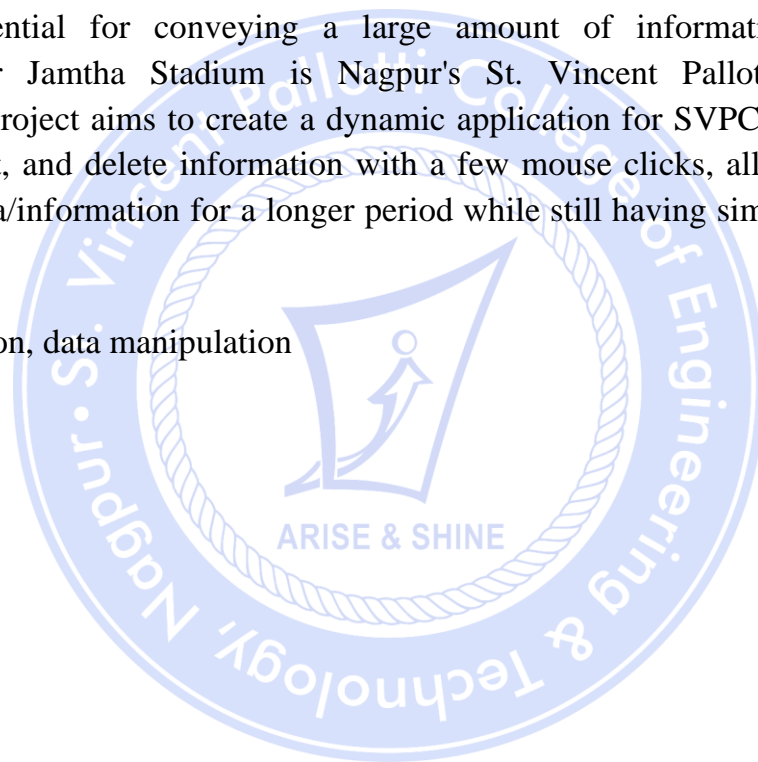 ential for conveying a large amount of informati
r Jamtha Stadium is Nagpur's St. Vincent Pallot
roject aims to create a dynamic application for SVPC
t, and delete information with a few mouse clicks, all
a/information for a longer period while still having sim
on, data manipulation
St. Vincent Pallotti College of Engineering & Technology, Nagpur •
ARISE & SHINE